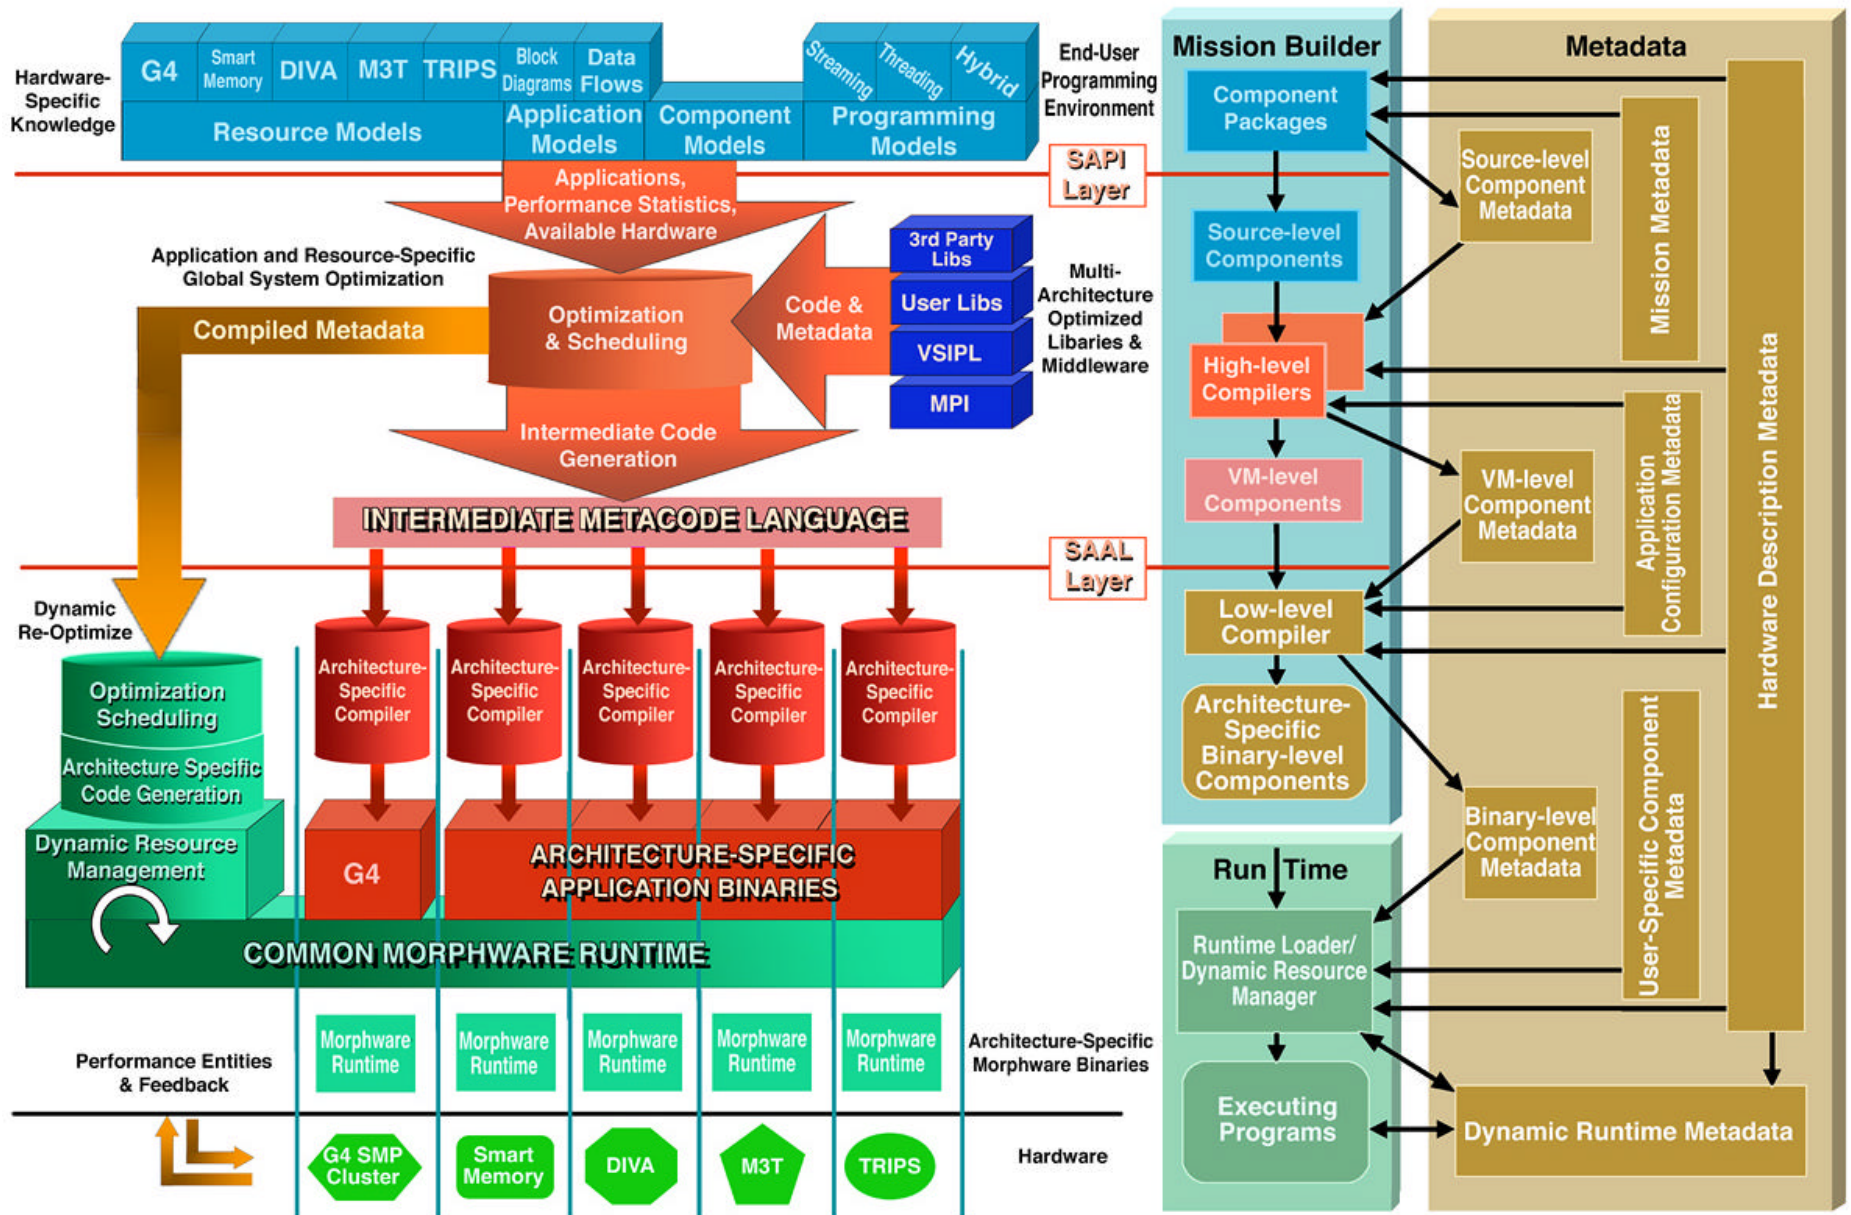 Hardware-
Specific
Knowledge
G4
Smart
Memory
DIVA
M3T
TRIPS
Block
Diagrams
Data
Flows
Streaming
Threading
Hybrid
Resource Models
Application
Models
Component
Models
Programming
Models
End-User
Programming
Environment
SAPI
Layer
Applications,
Performance Statistics,
Available Hardware
Application and Resource-Specific
Global System Optimization
Compiled Metadata
Optimization
& Scheduling
Code &
Metadata
3rd Party
Libs
User Libs
VSIPL
MPI
Multi-
Architecture
Optimized
Libaries &
Middleware
Intermediate Code
Generation
INTERMEDIATE METACODE LANGUAGE
SAAL
Layer
Dynamic
Re-Optimize
Optimization
Scheduling
Architecture Specific
Code Generation
Dynamic Resource
Management
Architecture-
Specific
Compiler
Architecture-
Specific
Compiler
Architecture-
Specific
Compiler
Architecture-
Specific
Compiler
Architecture-
Specific
Compiler
G4
ARCHITECTURE-SPECIFIC
APPLICATION BINARIES
COMMON MORPHWARE RUNTIME
Morphware
Runtime
Morphware
Runtime
Morphware
Runtime
Morphware
Runtime
Morphware
Runtime
Architecture-Specific
Morphware Binaries
Performance Entities
& Feedback
G4 SMP
Cluster
Smart
Memory
DIVA
M3T
TRIPS
Hardware
Mission Builder
Component
Packages
Source-level
Components
High-level
Compilers
VM-level
Components
Low-level
Compiler
Architecture-
Specific
Binary-level
Components
Run Time
Runtime Loader/
Dynamic Resource
Manager
Executing
Programs
Metadata
Source-level
Component
Metadata
Mission Metadata
VM-level
Component
Metadata
Application
Configuration Metadata
Hardware Description Metadata
Binary-level
Component
Metadata
User-Specific Component
Metadata
Dynamic Runtime Metadata